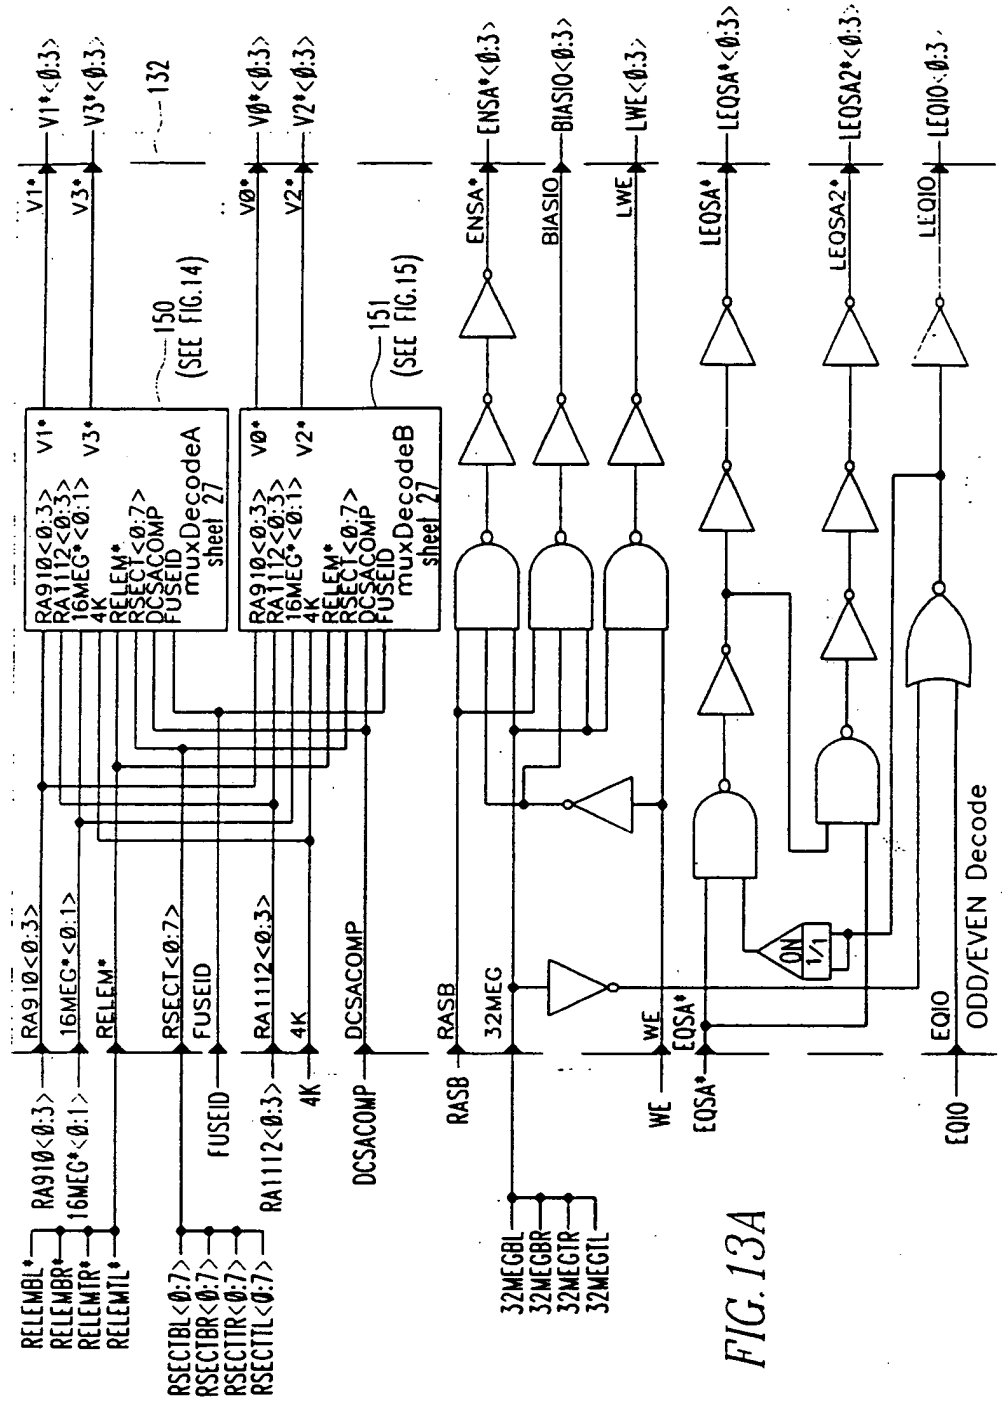 RELEMBL*
RELEMBR*
RELEMTR*
RELEMTL*
RSECTBL<0:7>
RSECTBR<0:7>
RSECTTR<0:7>
RSECTTL<0:7>
32MEGBL
32MEGBR
32MEGTR
32MEGTL
RA910<0:3>
16MEG*<0:1>
FUSEID
RA1112<0:3>
4K
DCSACOMP
RASB
WE
EQSA*
EQIO
RA910<0:3>
16MEG*<0:1>
RELEM*
RSECT<0:7>
FUSEID
RA1112<0:3>
4K
DCSACOMP
RASB
32MEG
WE
EQSA*
EQIO
ODD/EVEN Decode
ON
1/1
RA910<0:3>
RA1112<0:3>
16MEG*<0:1>
4K
RELEM*
RSECT<0:7>
DCSACOMP
FUSEID
V1*
V3*
muxDecodeA
sheet 27
RA910<0:3>
RA1112<0:3>
16MEG*<0:1>
4K
RELEM*
RSECT<0:7>
DCSACOMP
FUSEID
V0*
V2*
muxDecodeB
sheet 27
150
(SEE FIG.14)
151
(SEE FIG.15)
V1*
V3*
V0*
V2*
ENSA*
BIASIO
LWE
LEQSA*
LEQSA2*
LEQIO
V1*<0:3>
V3*<0:3>
132
V0*<0:3>
V2*<0:3>
ENSA*<0:3>
BIASIO<0:3>
LWE<0:3>
LEQSA*<0:3>
LEQSA2*<0:3>
LEQIO<0:3>
FIG. 13A